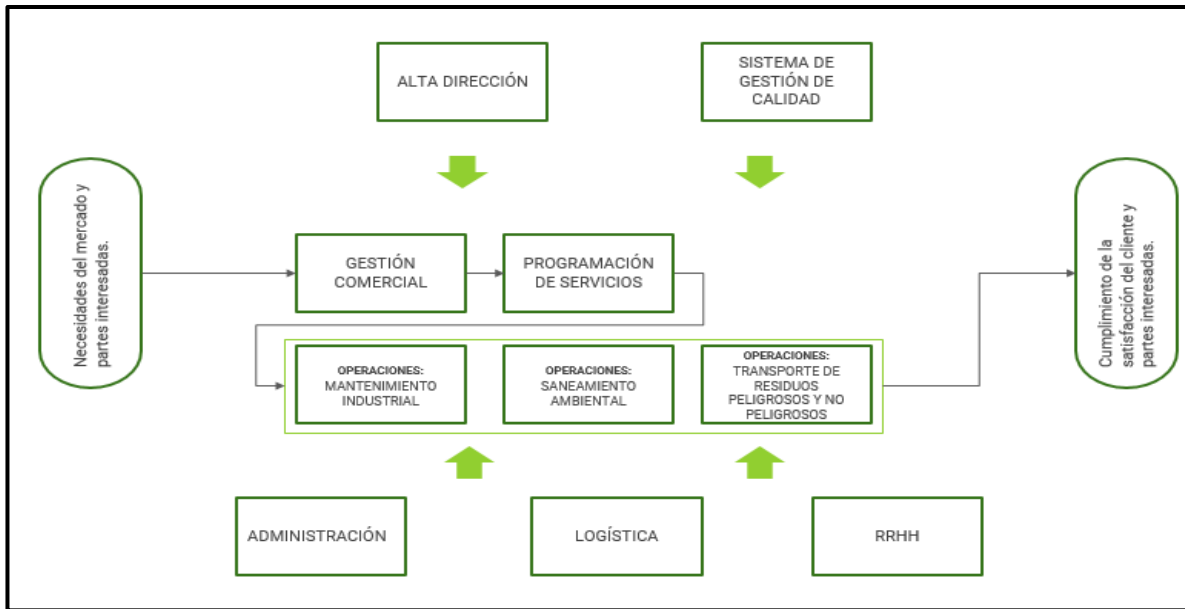 ALTA DIRECCIÓN
SISTEMA DE
GESTIÓN DE
CALIDAD
Necesidades del mercado y
partes interesadas.
GESTIÓN
COMERCIAL
PROGRAMACIÓN
DE SERVICIOS
Cumplimiento de la
satisfacción del cliente y
partes interesadas.
OPERACIONES:
MANTENIMIENTO
INDUSTRIAL
OPERACIONES:
SANEAMIENTO
AMBIENTAL
OPERACIONES:
TRANSPORTE DE
RESIDUOS
PELIGROSOS Y NO
PELIGROSOS
ADMINISTRACIÓN
LOGÍSTICA
RRHH